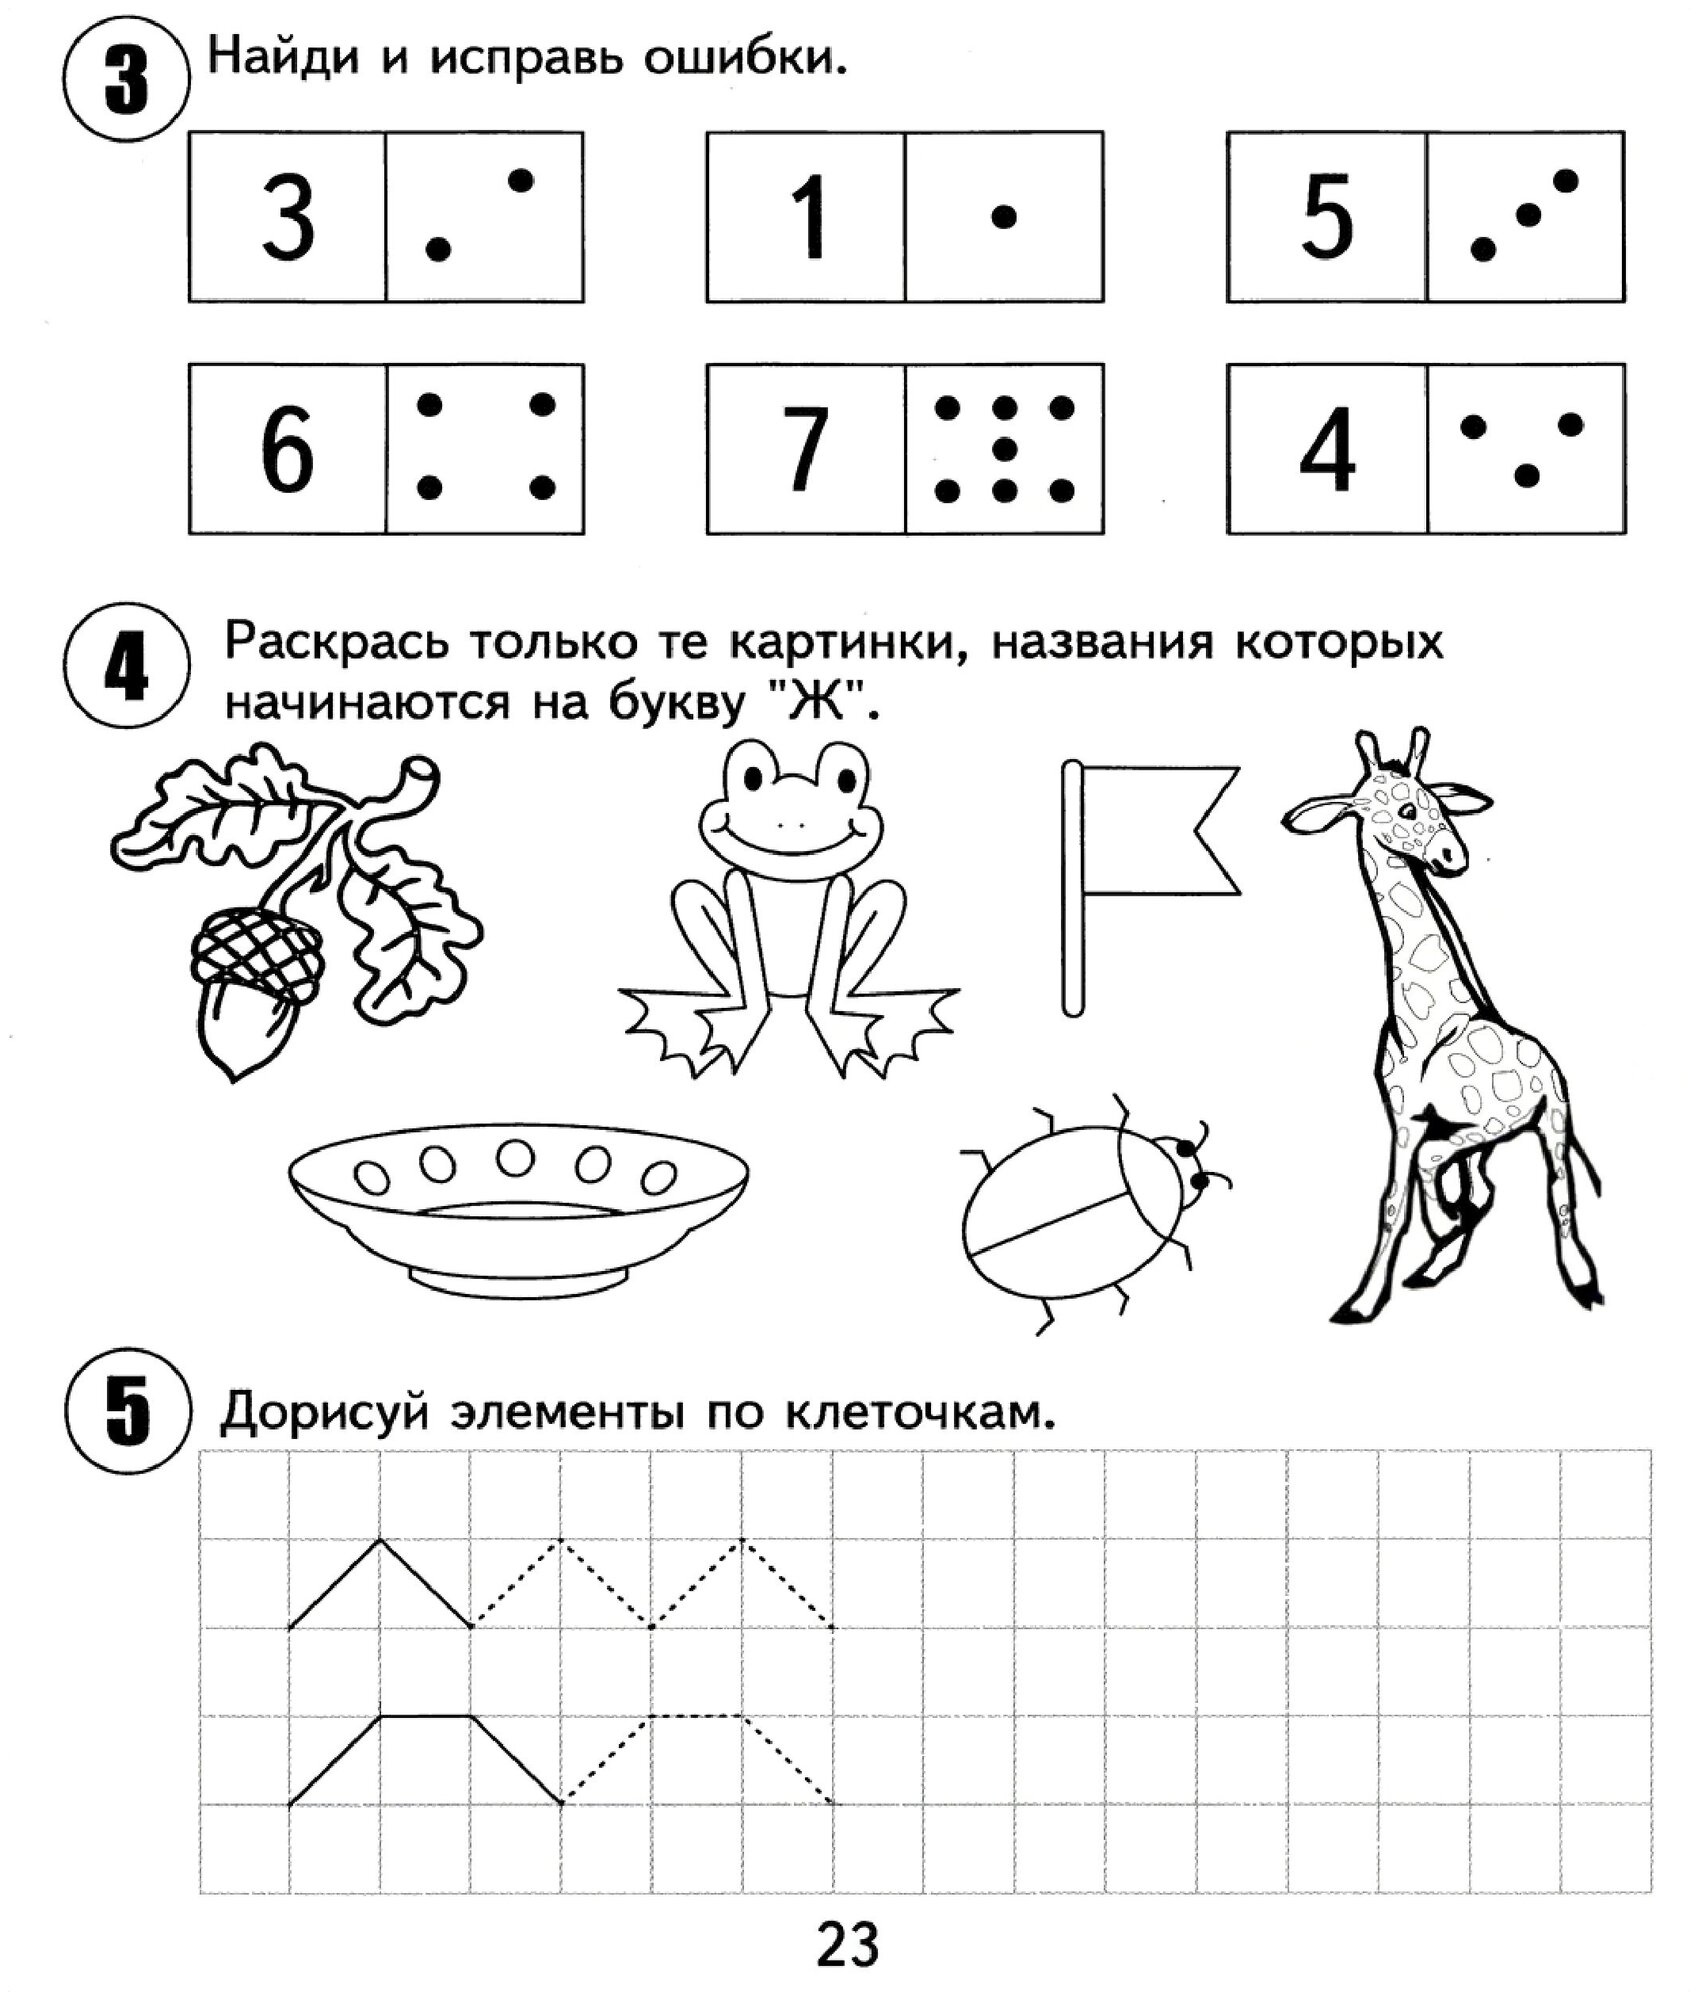 3 Найди и исправь ошибки.
3 1 5
6 7 4
4 Раскрась только те картинки, названия которых
начинаются на букву "Ж".
5 Дорисуй элементы по клеточкам.
23